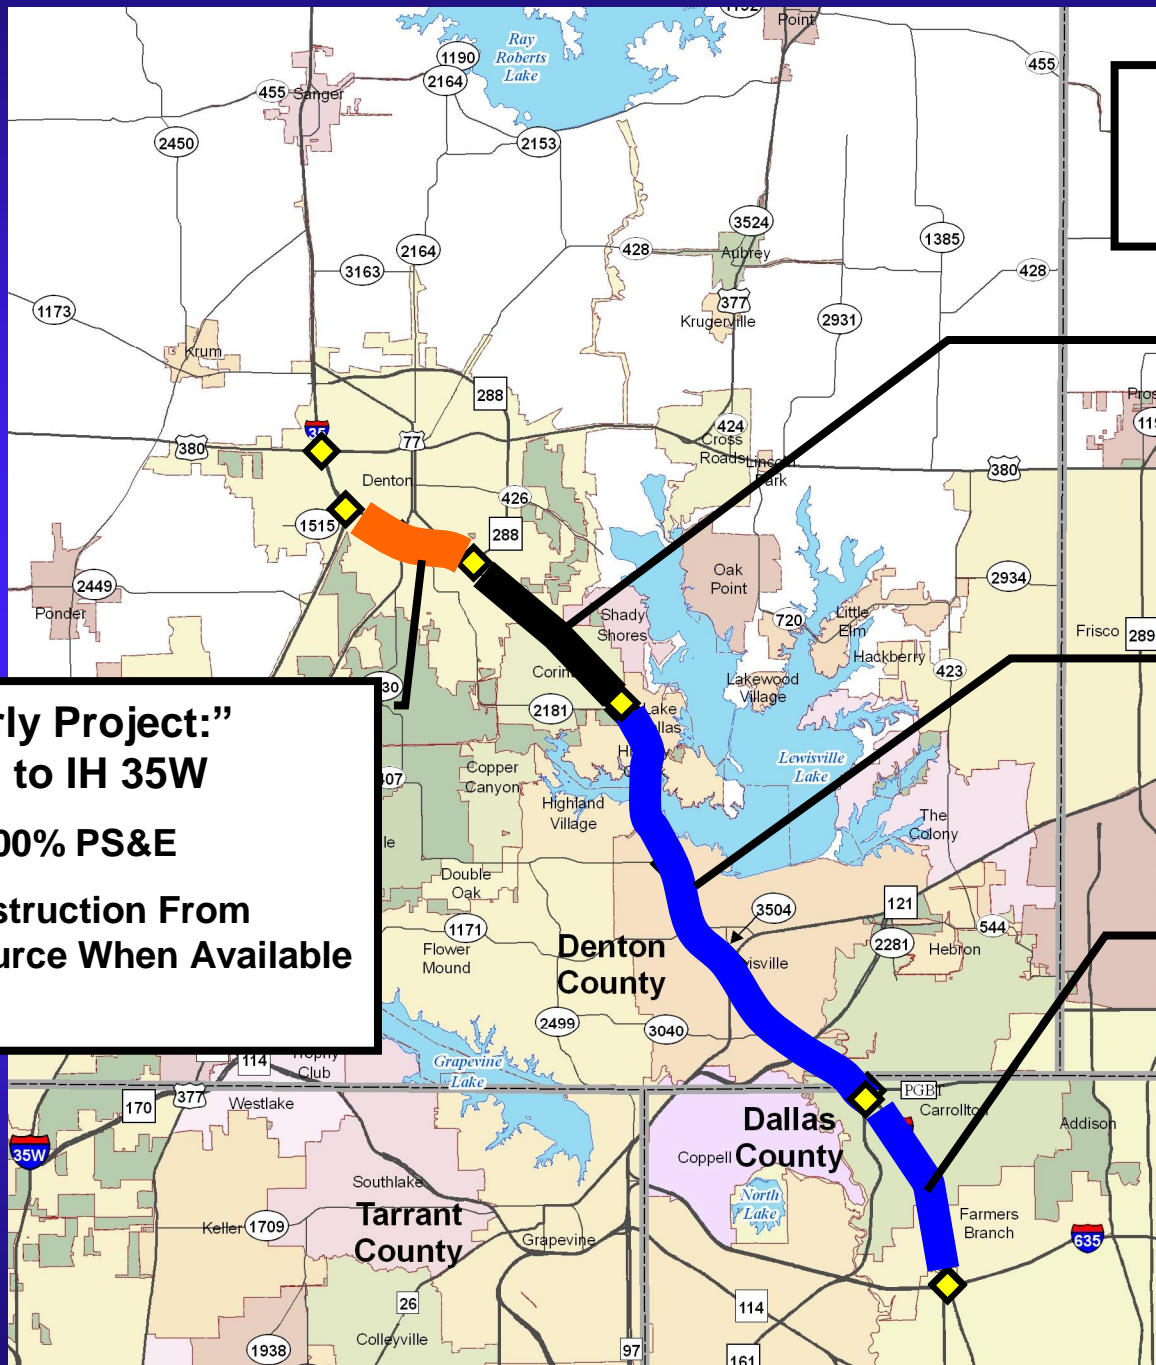 Point
Ray
Roberts
Lake
1190
2164
455
455
Sanger
2450
2153
3524
1385
2164
428
Aubrey
3163
428
377
1173
2931
Krugerville
Krum
288
35
424
77
380
Cross
Roads
380
Denton
426
1515
288
Oak
Point
2934
2449
Ponder
Shady
Shores
720
Little
Elm
Frisco
289
Hackberry
423
Lakewood
Village
2181
Lake
Lewisville
Lake
Copper
Canyon
Highland
Village
The
Colony
rly Project:”
to IH 35W
00% PS&E
struction From
urce When Available
Double
Oak
3504
121
544
1171
2281
Hebron
Flower
Mound
Denton
County
2499
3040
114
Club
Grapevine
Lake
377
170
Westlake
PGBT
Carrollton
Addison
Dallas
County
35W
Coppell
Southlake
North
Lake
Keller
1709
Tarrant
County
Grapevine
Farmers
Branch
635
26
114
Colleyville
1938
97
161